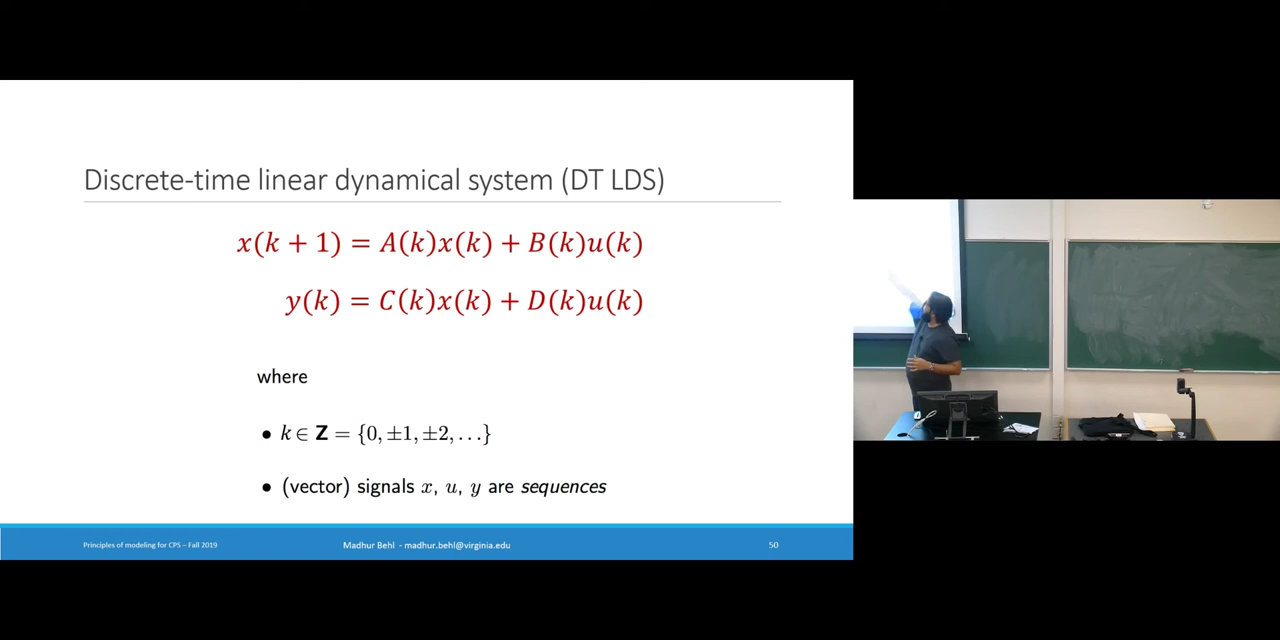 Discrete-time linear dynamical system (DT LDS)
x(k + 1) = A(k)x(k) + B(k)u(k)
y(k) = C(k)x(k) + D(k)u(k)
where
• k ∈ Z = {0, ±1, ±2, . . .}
• (vector) signals x, u, y are sequences
Principles of modeling for CPS – Fall 2019
Madhur Behl - madhur.behl@virginia.edu
50